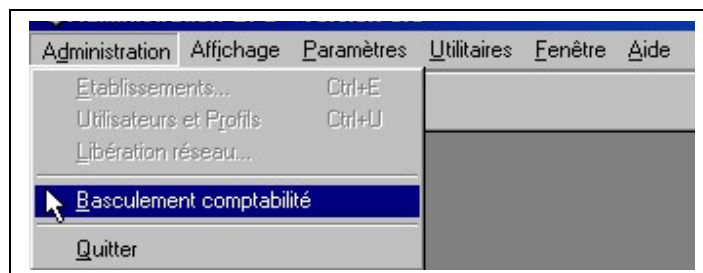 Administration Affichage Paramètres Utilitaires Fenêtre Aide
Etablissements... Ctrl+E
Utilisateurs et Profils Ctrl+U
Libération réseau...
Basculement comptabilité
Quitter